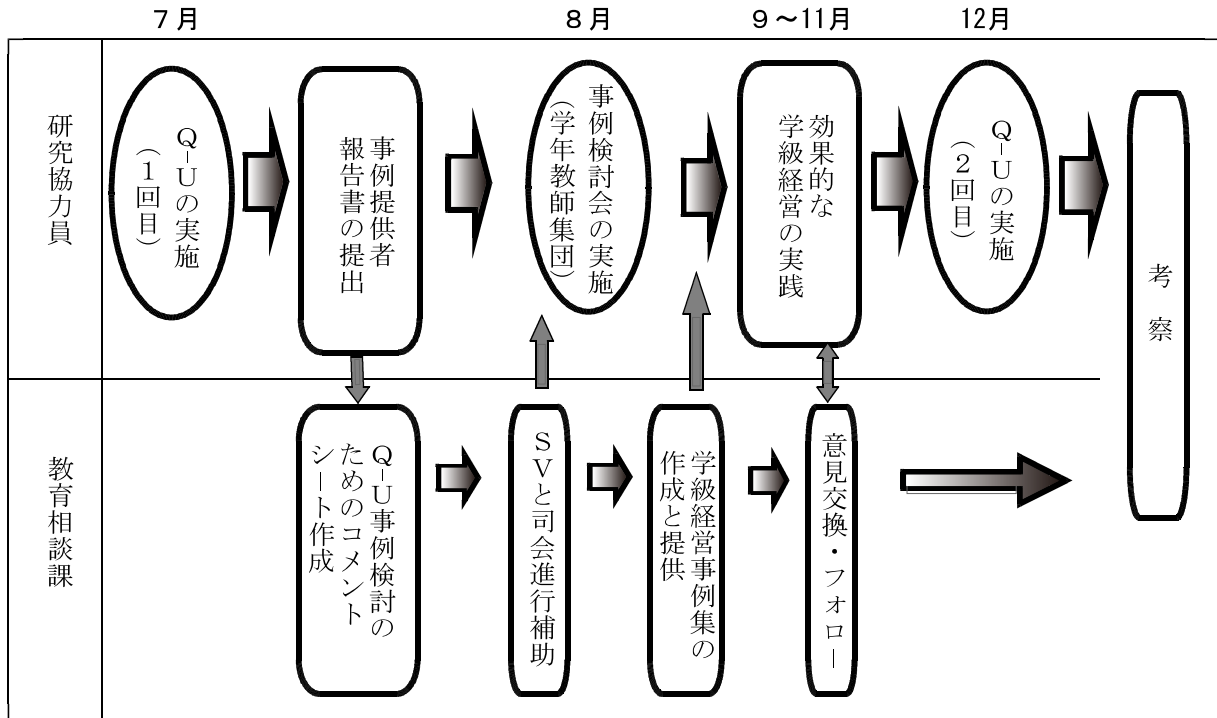 ７月
８月
９～11月
12月
研究協力員
Ｑ-Ｕの実施
（１回目）
事例提供者
報告書の提出
事例検討会の実施
（学年教師集団）
効果的な
学級経営の実践
Ｑ-Ｕの実施
（２回目）
考察
教育相談課
Ｑ-Ｕ事例検討の
ためのコメント
シート作成
ＳＶと司会進行補助
学級経営事例集の
作成と提供
意見交換・フォロー